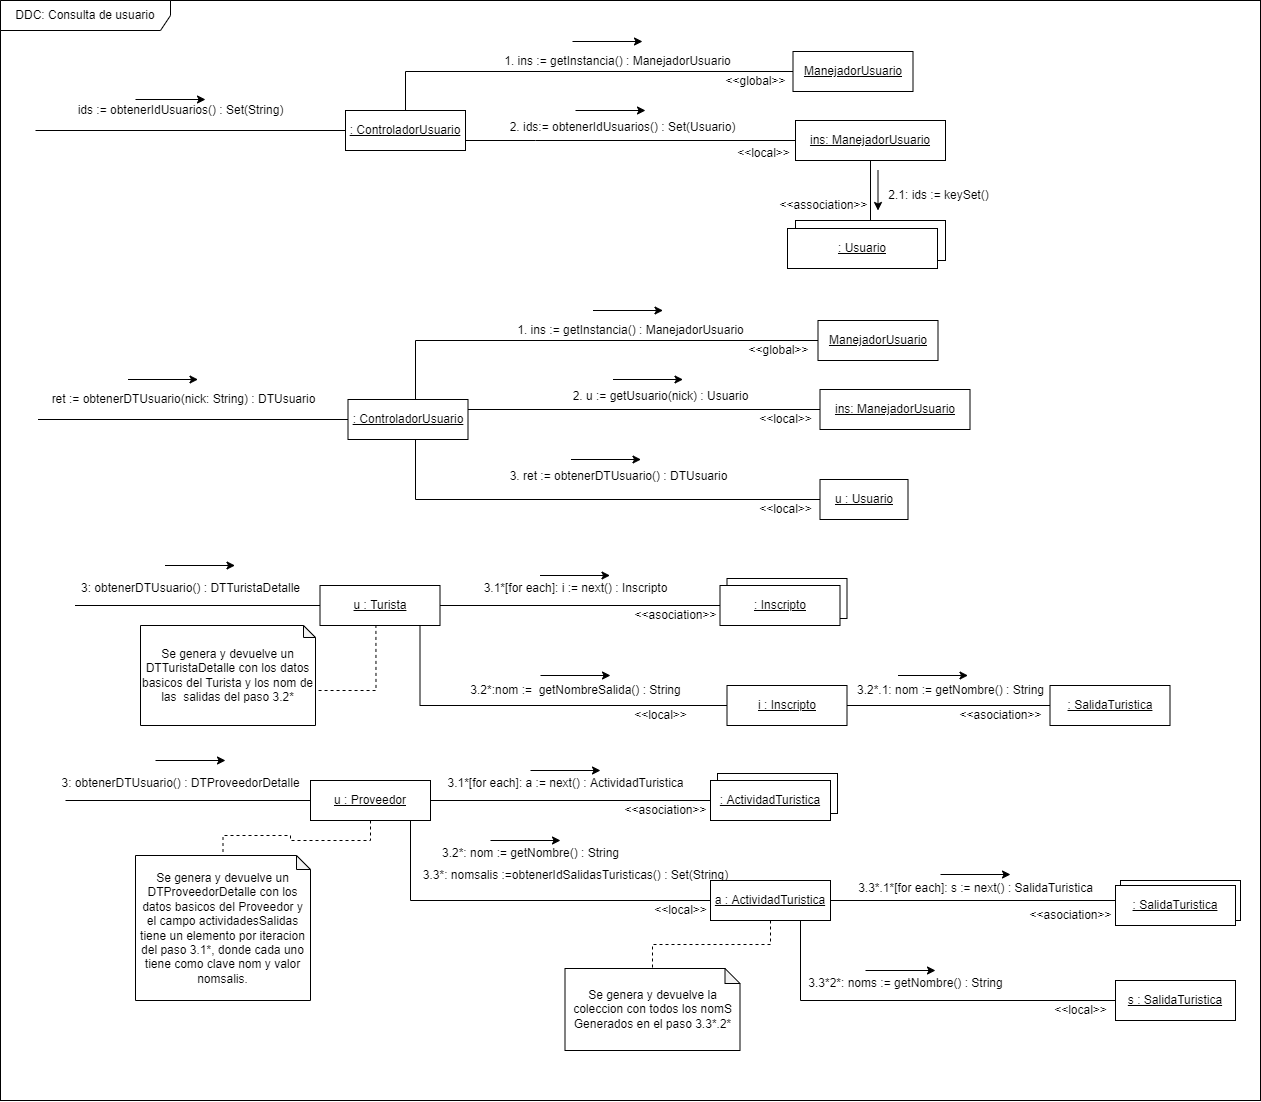 DDC: Consulta de usuario
1. ins := getInstancia() : ManejadorUsuario
ManejadorUsuario
<<global>>
ids := obtenerIdUsuarios() : Set(String)
: ControladorUsuario
2. ids:= obtenerIdUsuarios() : Set(Usuario)
ins: ManejadorUsuario
<<local>>
2.1: ids := keySet()
<<association>>
: Usuario
1. ins := getInstancia() : ManejadorUsuario
ManejadorUsuario
<<global>>
ret := obtenerDTUsuario(nick: String) : DTUsuario
: ControladorUsuario
2. u := getUsuario(nick) : Usuario
ins: ManejadorUsuario
<<local>>
3. ret := obtenerDTUsuario() : DTUsuario
u : Usuario
<<local>>
3: obtenerDTUsuario() : DTTuristaDetalle
u : Turista
3.1*[for each]: i := next() : Inscripto
: Inscripto
<<asociation>>
Se genera y devuelve un
DTTuristaDetalle con los datos
basicos del Turista y los nom de
las salidas del paso 3.2*
3.2*:nom := getNombreSalida() : String
i : Inscripto
<<local>>
3.2*.1: nom := getNombre() : String
: SalidaTuristica
<<asociation>>
3: obtenerDTUsuario() : DTProveedorDetalle
u : Proveedor
3.1*[for each]: a := next() : ActividadTuristica
: ActividadTuristica
<<asociation>>
3.2*: nom := getNombre() : String
3.3*: nomsalis :=obtenerIdSalidasTuristicas() : Set(String)
a : ActividadTuristica
<<local>>
Se genera y devuelve un
DTProveedorDetalle con los
datos basicos del Proveedor y
el campo actividadesSalidas
tiene un elemento por iteracion
del paso 3.1*, donde cada uno
tiene como clave nom y valor
nomsalis.
3.3*.1*[for each]: s := next() : SalidaTuristica
: SalidaTuristica
<<asociation>>
Se genera y devuelve la
coleccion con todos los nomS
Generados en el paso 3.3*.2*
3.3*2*: noms := getNombre() : String
s : SalidaTuristica
<<local>>